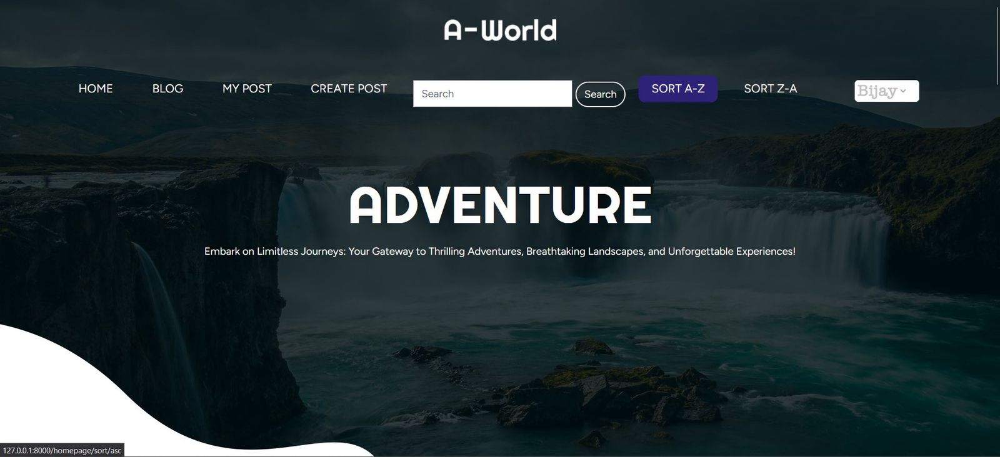 A-World
HOME BLOG MY POST CREATE POST Search Search SORT A-Z SORT Z-A Bijay
ADVENTURE
Embark on Limitless Journeys: Your Gateway to Thrilling Adventures, Breathtaking Landscapes, and Unforgettable Experiences!
127.0.0.1:8000/homepage/sort/asc